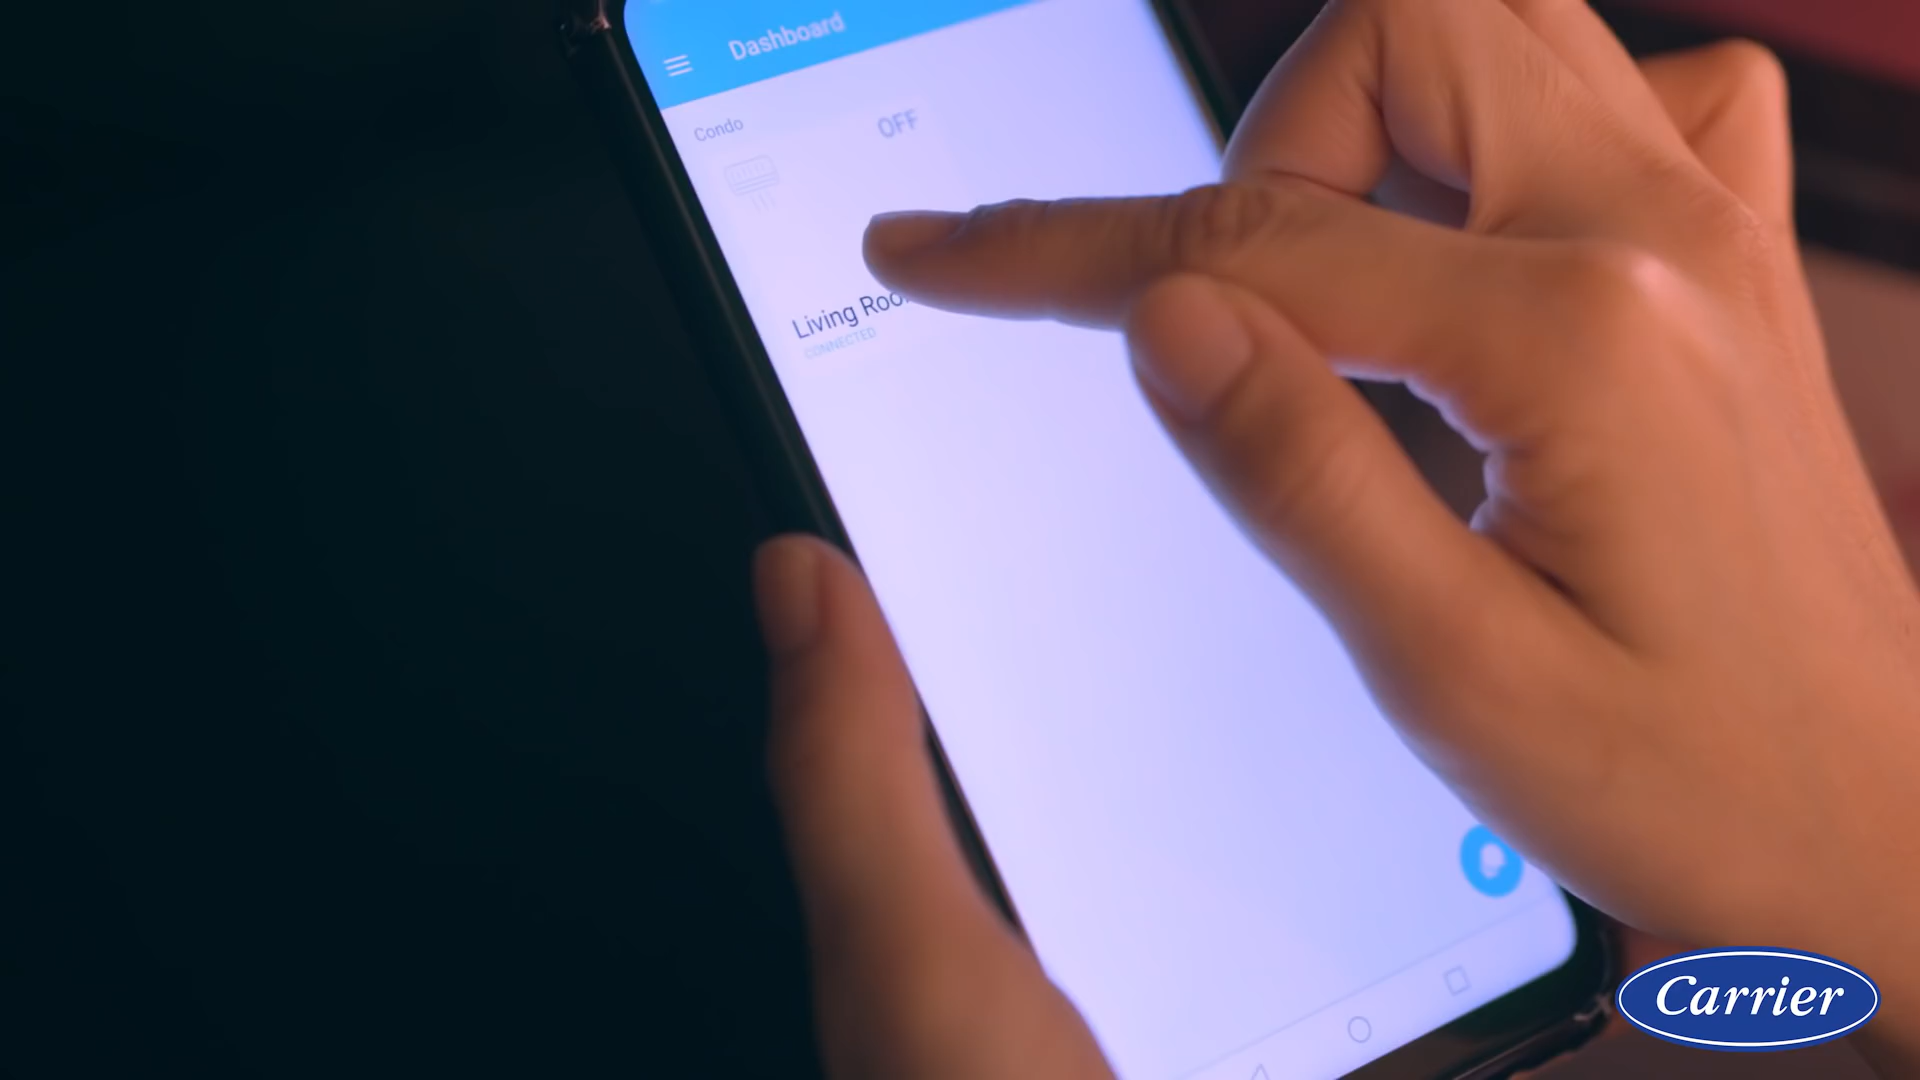 Dashboard
Condo
OFF
Living Roo
CONNECTED
Carrier